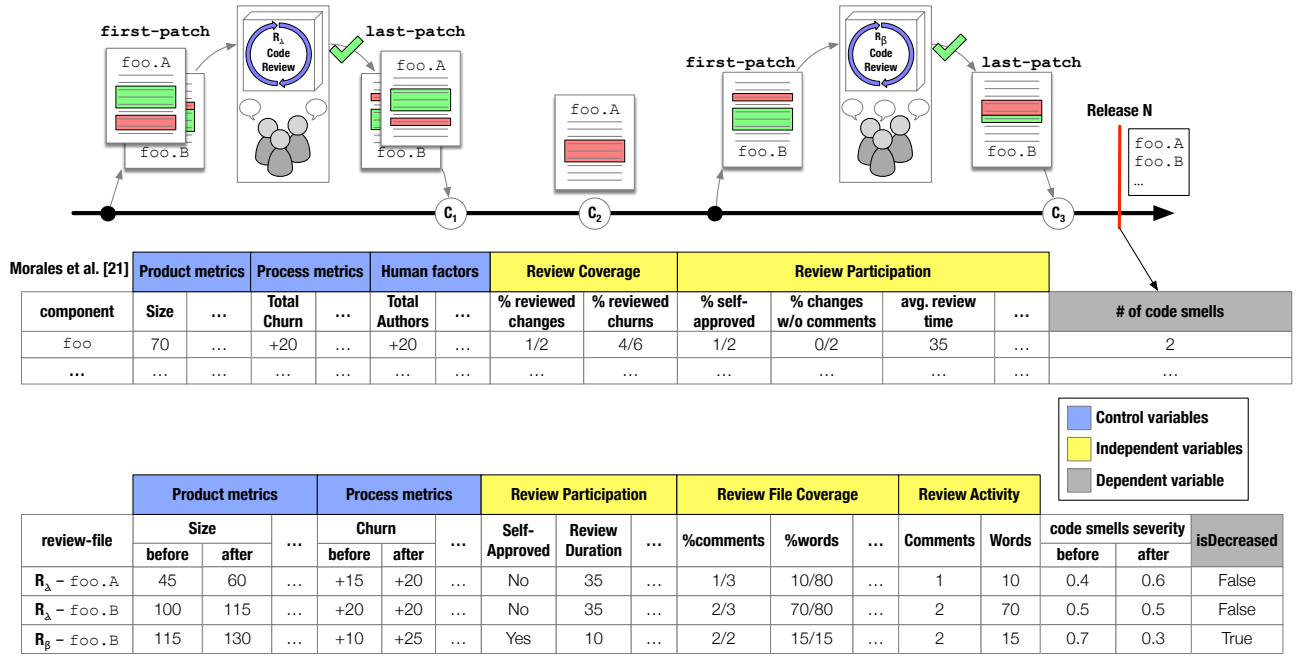 first-patch
R⅄
Code
Review
last-patch
foo.A
foo.B
foo.A
foo.B
foo.A
first-patch
Rβ
Code
Review
last-patch
foo.B
foo.B
Release N
foo.A
foo.B
...
C1
C2
C3
Morales et al. [21] Product metrics Process metrics Human factors Review Coverage Review Participation
component Size ... Total Churn ... Total Authors ... % reviewed changes % reviewed churns % self-approved % changes w/o comments avg. review time ... # of code smells
foo 70 ... +20 ... +20 ... 1/2 4/6 1/2 0/2 35 ... 2
... ... ... ... ... ... ... ... ... ... ... ... ... ...
Control variables
Independent variables
Dependent variable
Product metrics Process metrics Review Participation Review File Coverage Review Activity
review-file Size ... Churn ... Self-Approved Review Duration ... %comments %words ... Comments Words code smells severity isDecreased
before after before after before after
R⅄ – foo.A 45 60 ... +15 +20 ... No 35 ... 1/3 10/80 ... 1 10 0.4 0.6 False
R⅄ – foo.B 100 115 ... +20 +20 ... No 35 ... 2/3 70/80 ... 2 70 0.5 0.5 False
Rβ – foo.B 115 130 ... +10 +25 ... Yes 10 ... 2/2 15/15 ... 2 15 0.7 0.3 True